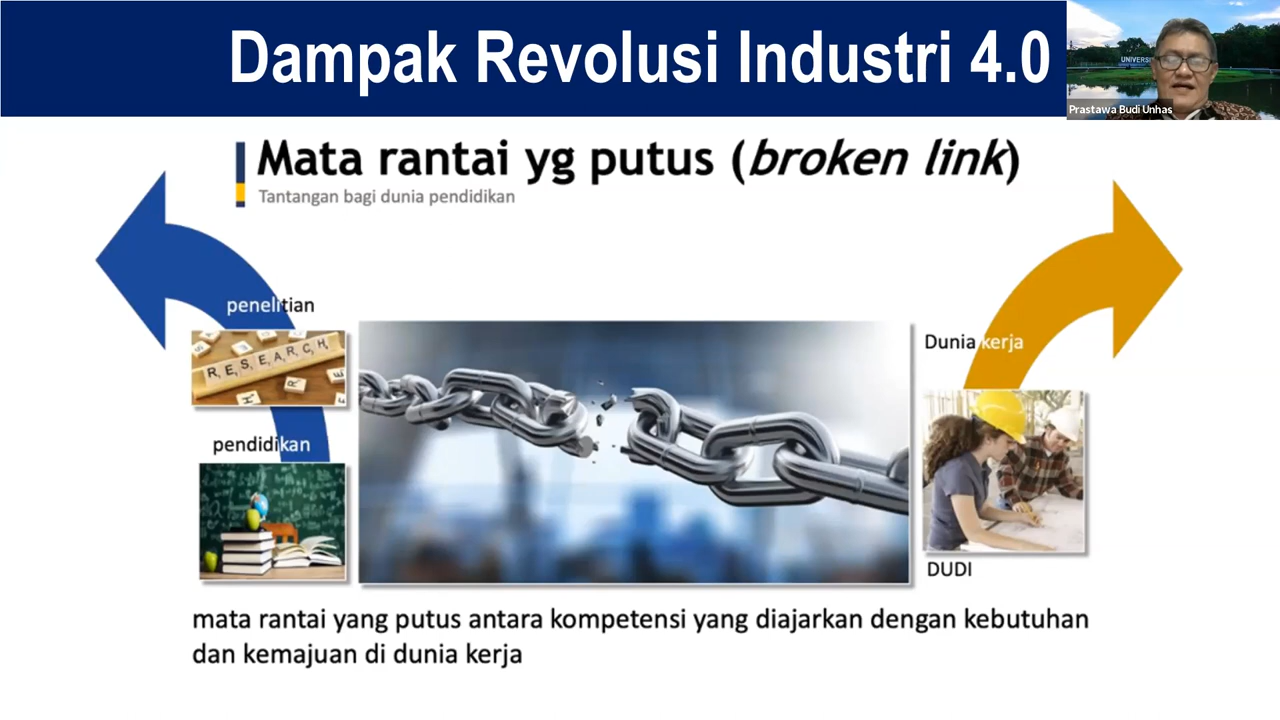 Dampak Revolusi Industri 4.0
UNIVERSI
Prastawa Budi Unhas
Mata rantai yg putus (broken link)
Tantangan bagi dunia pendidikan
penelitian
RESEARCH
R
pendidikan
Dunia kerja
DUDI
mata rantai yang putus antara kompetensi yang diajarkan dengan kebutuhan
dan kemajuan di dunia kerja